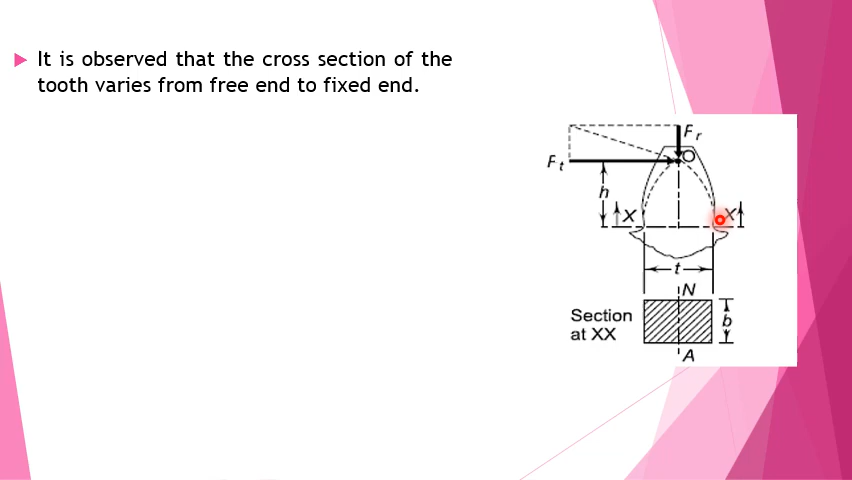 It is observed that the cross section of the
tooth varies from free end to fixed end.
Fr
O
Ft
h
X
X
t
N
Section
at XX
b
A